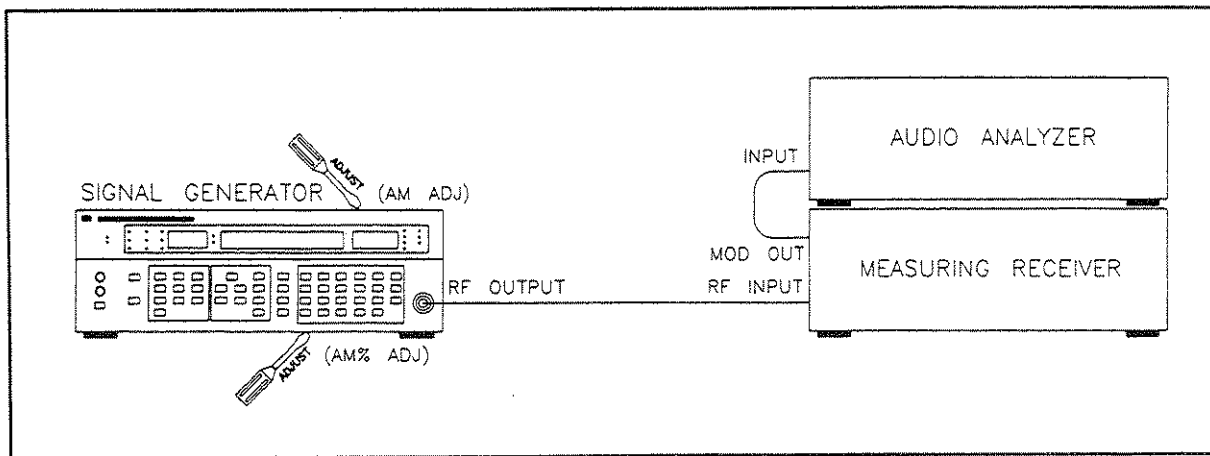 SIGNAL GENERATOR
ADJUST
(AM ADJ)
RF OUTPUT
ADJUST
(AM% ADJ)
INPUT
AUDIO ANALYZER
MOD OUT
RF INPUT
MEASURING RECEIVER